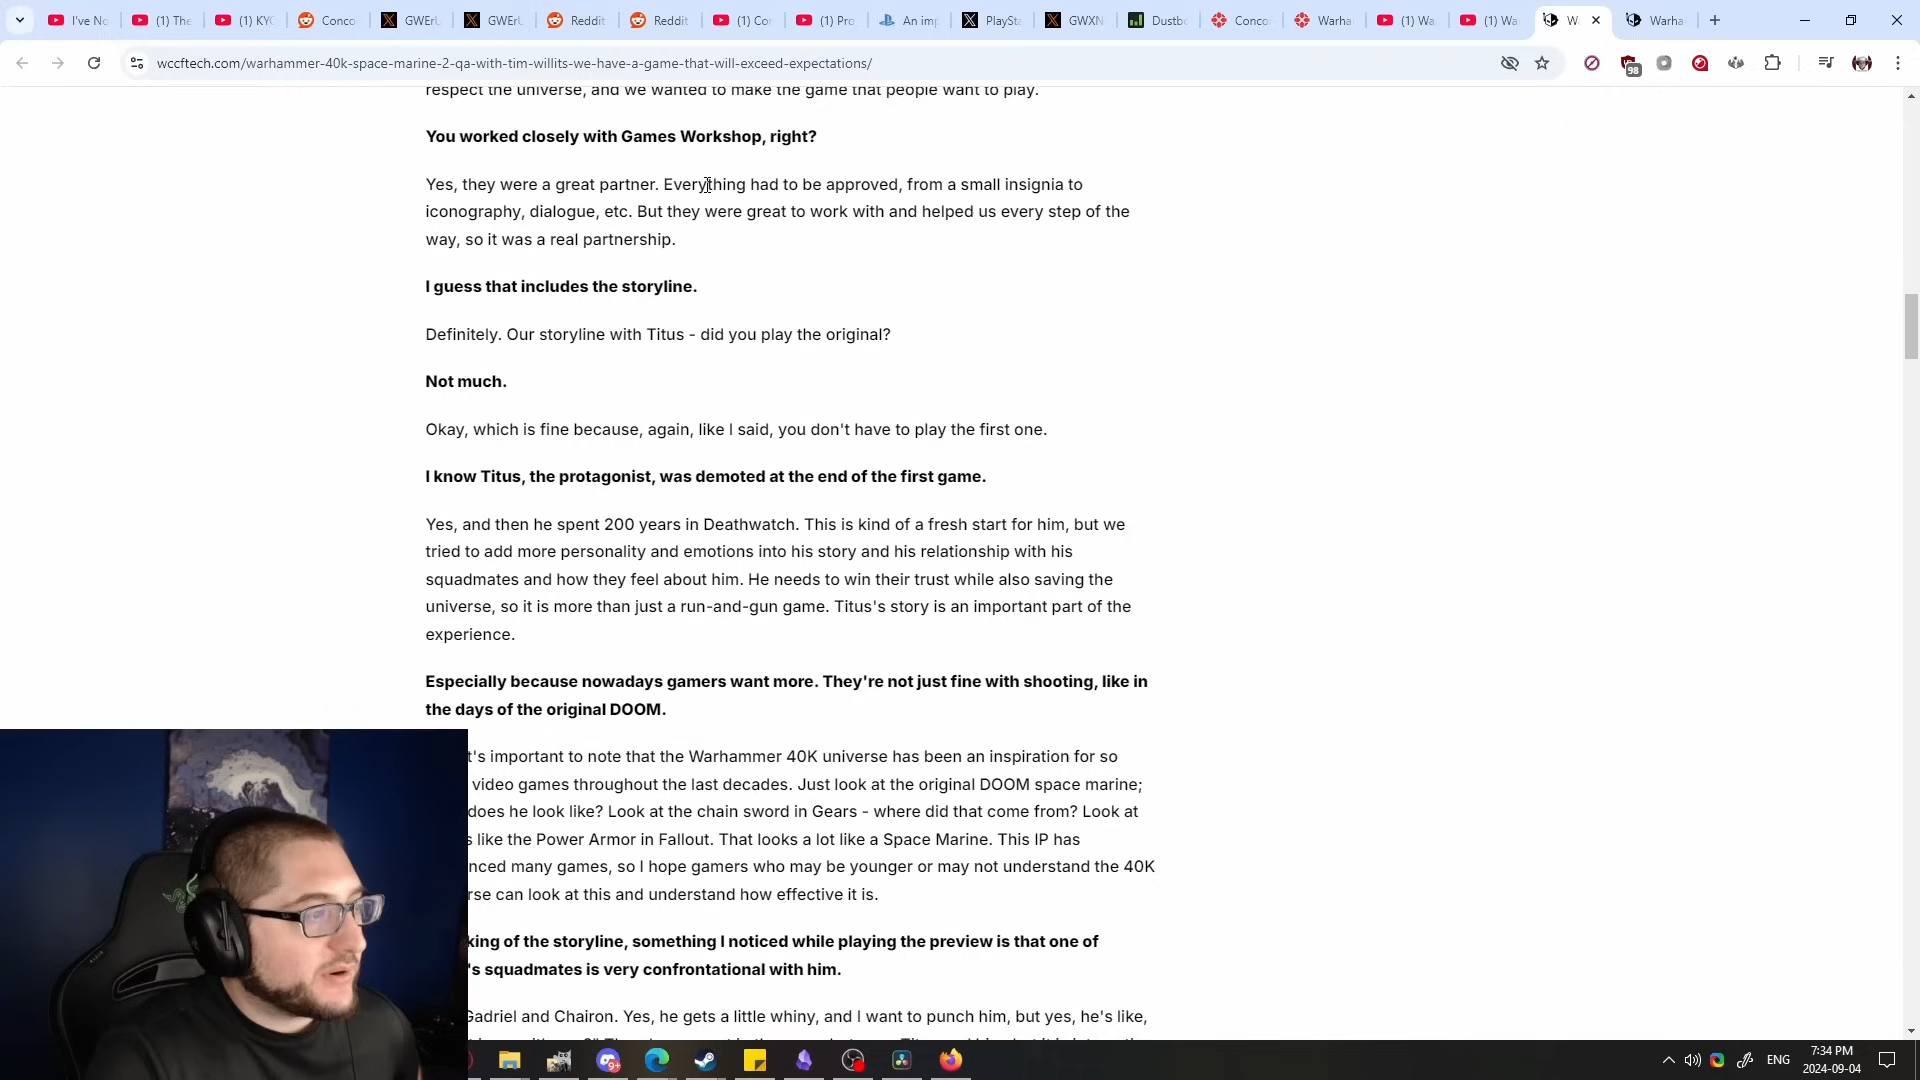 I've No
(1) The
(1) KYC
Conco
GWErU
GWErU
Reddit
Reddit
(1) Co
(1) Pro
An imp
PlaySta
GWXN
Dustb
Conco
Warha
(1) Wa
(1) Wa
Wa
Warha
wccftech.com/warhammer-40k-space-marine-2-qa-with-tim-willits-we-have-a-game-that-will-exceed-expectations/
98
respect the universe, and we wanted to make the game that people want to play.
You worked closely with Games Workshop, right?
Yes, they were a great partner. Everything had to be approved, from a small insignia to
iconography, dialogue, etc. But they were great to work with and helped us every step of the
way, so it was a real partnership.
I guess that includes the storyline.
Definitely. Our storyline with Titus - did you play the original?
Not much.
Okay, which is fine because, again, like I said, you don't have to play the first one.
I know Titus, the protagonist, was demoted at the end of the first game.
Yes, and then he spent 200 years in Deathwatch. This is kind of a fresh start for him, but we
tried to add more personality and emotions into his story and his relationship with his
squadmates and how they feel about him. He needs to win their trust while also saving the
universe, so it is more than just a run-and-gun game. Titus's story is an important part of the
experience.
Especially because nowadays gamers want more. They're not just fine with shooting, like in
the days of the original DOOM.
t's important to note that the Warhammer 40K universe has been an inspiration for so
video games throughout the last decades. Just look at the original DOOM space marine;
does he look like? Look at the chain sword in Gears - where did that come from? Look at
s like the Power Armor in Fallout. That looks a lot like a Space Marine. This IP has
nced many games, so I hope gamers who may be younger or may not understand the 40K
rse can look at this and understand how effective it is.
king of the storyline, something I noticed while playing the preview is that one of
's squadmates is very confrontational with him.
Gadriel and Chairon. Yes, he gets a little whiny, and I want to punch him, but yes, he's like,
9+
ENG
7:34 PM
2024-09-04